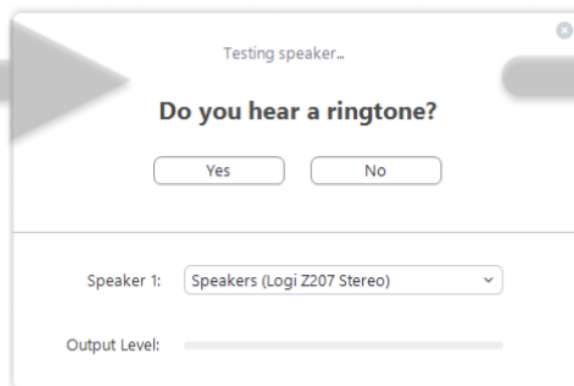 Testing speaker...
Do you hear a ringtone?
Yes No
Speaker 1: Speakers (Logi Z207 Stereo)
Output Level: